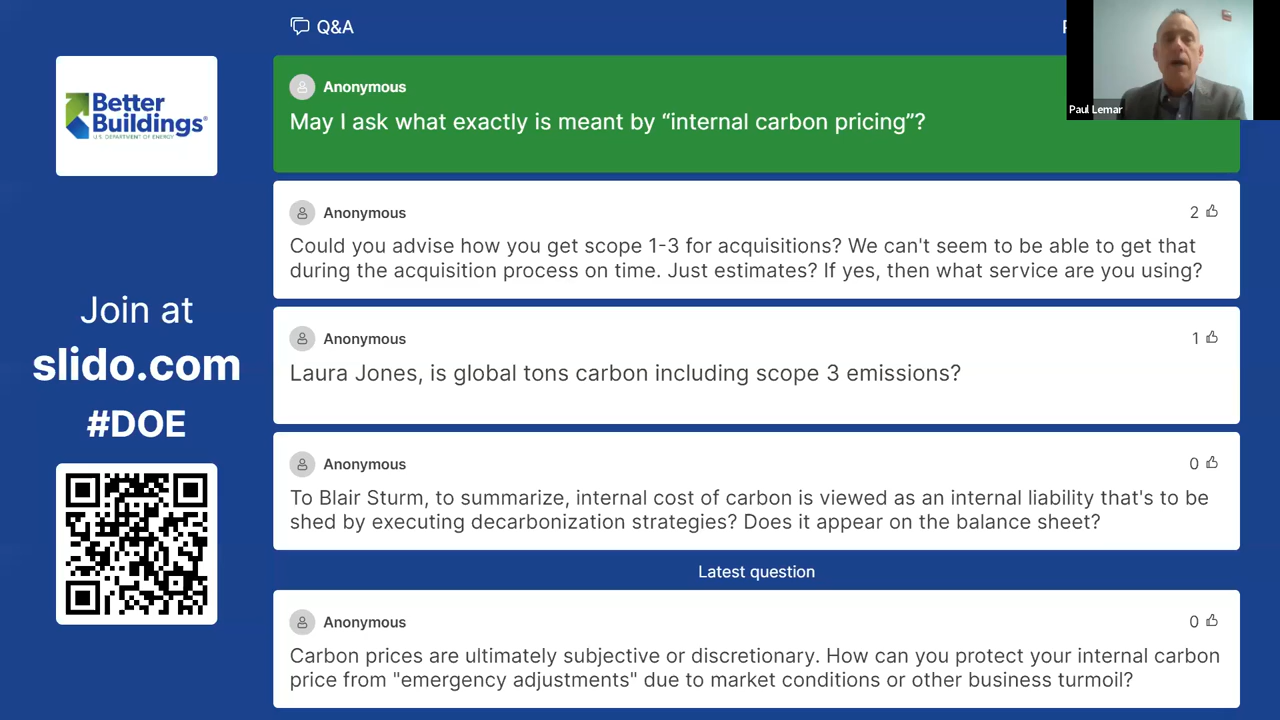 Q&A
P
Paul Lemar
Better
Buildings®
U.S. DEPARTMENT OF ENERGY
Join at
slido.com
#DOE
Anonymous
May I ask what exactly is meant by “internal carbon pricing”?
Anonymous
2
Could you advise how you get scope 1-3 for acquisitions? We can't seem to be able to get that
during the acquisition process on time. Just estimates? If yes, then what service are you using?
Anonymous
1
Laura Jones, is global tons carbon including scope 3 emissions?
Anonymous
0
To Blair Sturm, to summarize, internal cost of carbon is viewed as an internal liability that's to be
shed by executing decarbonization strategies? Does it appear on the balance sheet?
Latest question
Anonymous
0
Carbon prices are ultimately subjective or discretionary. How can you protect your internal carbon
price from "emergency adjustments" due to market conditions or other business turmoil?